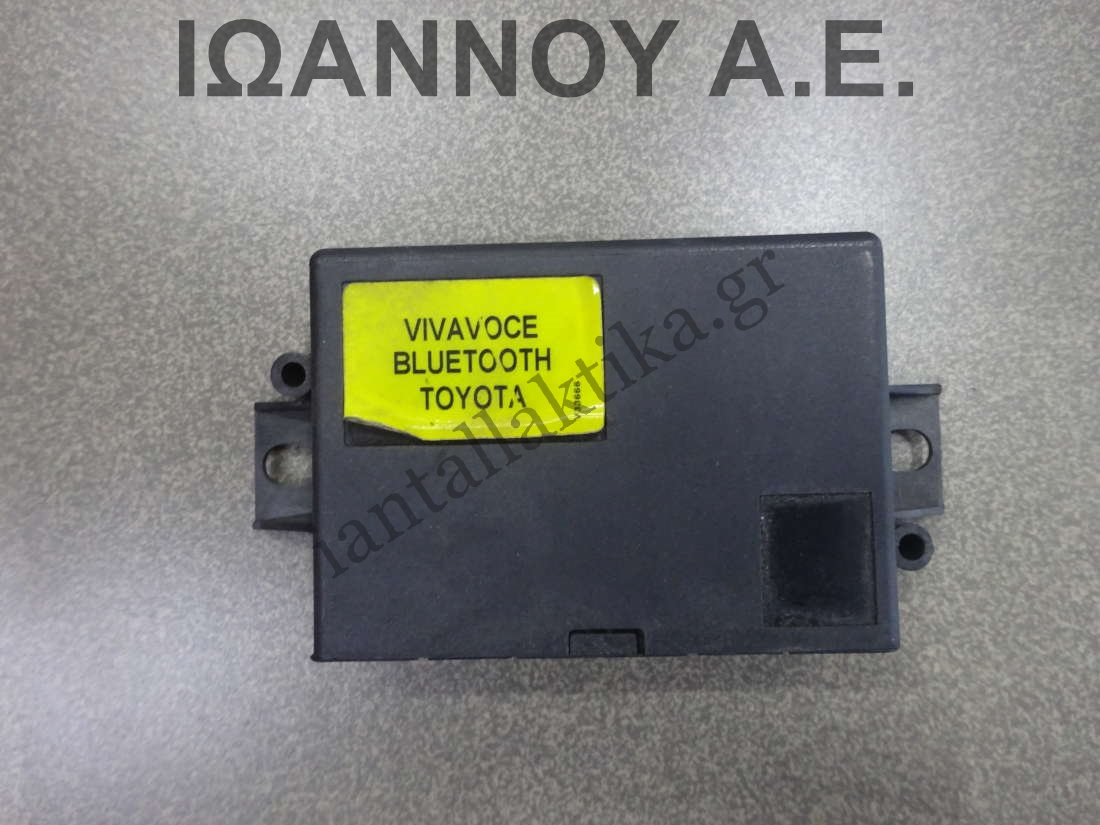 ΙΩΑΝΝΟΥ Α.Ε.
VIVAVOCE
BLUETOOTH
TOYOTA
iantallaktika.gr